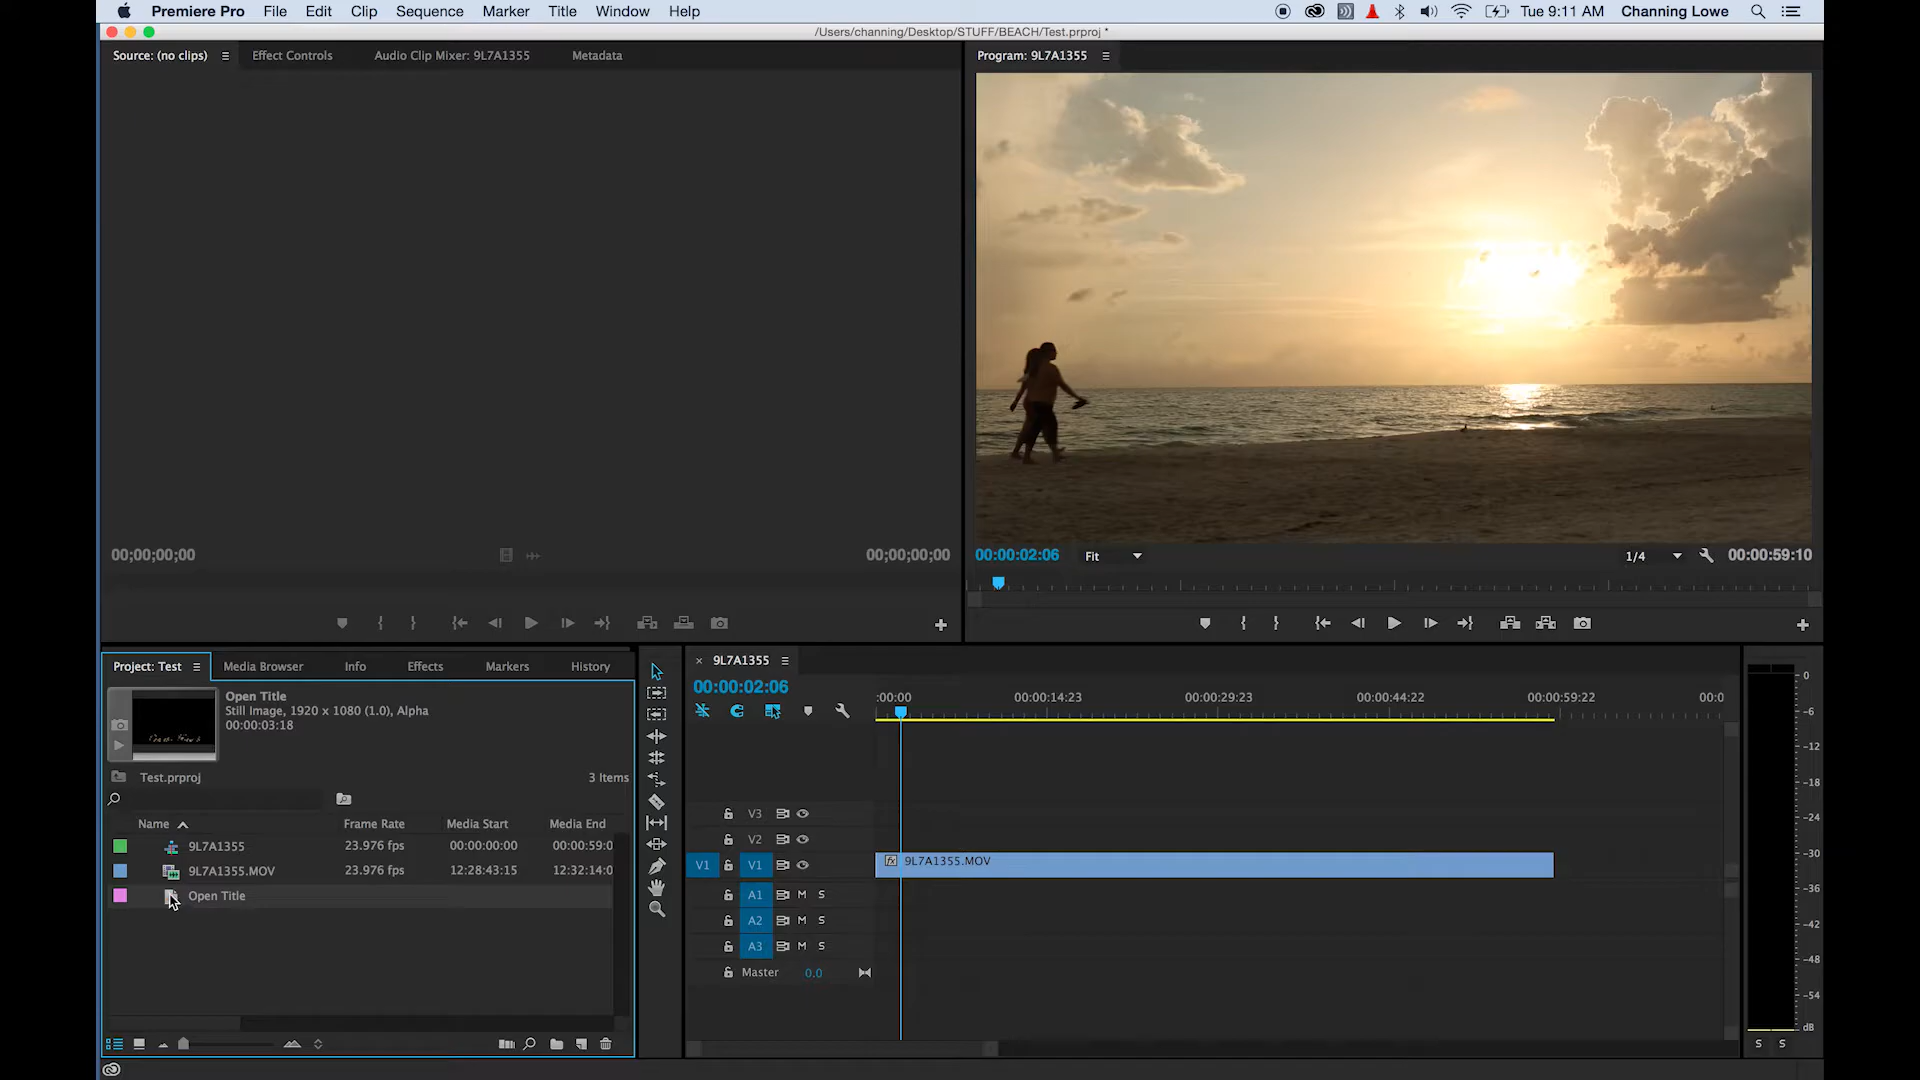 Premiere Pro File Edit Clip Sequence Marker Title Window Help Tue 9:11 AM Channing Lowe
/Users/channing/Desktop/STUFF/BEACH/Test.prproj *
Source: (no clips) Effect Controls Audio Clip Mixer: 9L7A1355 Metadata
Program: 9L7A1355
00;00;00;00 00;00;00;00
00:00:02:06 Fit 1/4 00:00:59:10
Project: Test Media Browser Info Effects Markers History
Open Title
Still Image, 1920 x 1080 (1.0), Alpha
00:00:03:18
Test.prproj 3 Items
Name Frame Rate Media Start Media End
9L7A1355 23.976 fps 00:00:00:00 00:00:59:0
9L7A1355.MOV 23.976 fps 12:28:43:15 12:32:14:0
Open Title
9L7A1355
00:00:02:06
:00:00 00:00:14:23 00:00:29:23 00:00:44:22 00:00:59:22 00:0
V3
V2
V1 V1 fx 9L7A1355.MOV
A1 M S
A2 M S
A3 M S
Master 0.0
0
-6
-12
-18
-24
-30
-36
-42
-48
-54
dB
S S